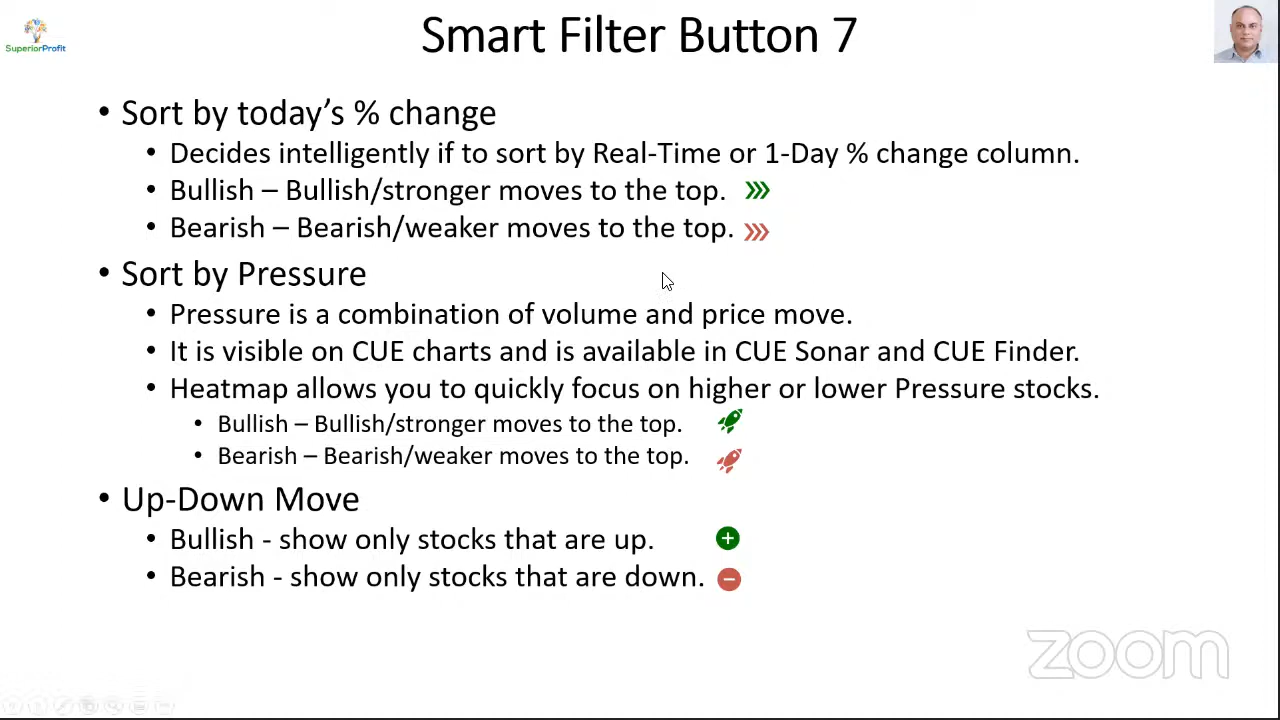 Smart Filter Button 7
SuperiorProfit
• Sort by today’s % change
• Decides intelligently if to sort by Real-Time or 1-Day % change column.
• Bullish – Bullish/stronger moves to the top.
• Bearish – Bearish/weaker moves to the top.
• Sort by Pressure
• Pressure is a combination of volume and price move.
• It is visible on CUE charts and is available in CUE Sonar and CUE Finder.
• Heatmap allows you to quickly focus on higher or lower Pressure stocks.
• Bullish – Bullish/stronger moves to the top.
• Bearish – Bearish/weaker moves to the top.
• Up-Down Move
• Bullish - show only stocks that are up.
• Bearish - show only stocks that are down.
zoom